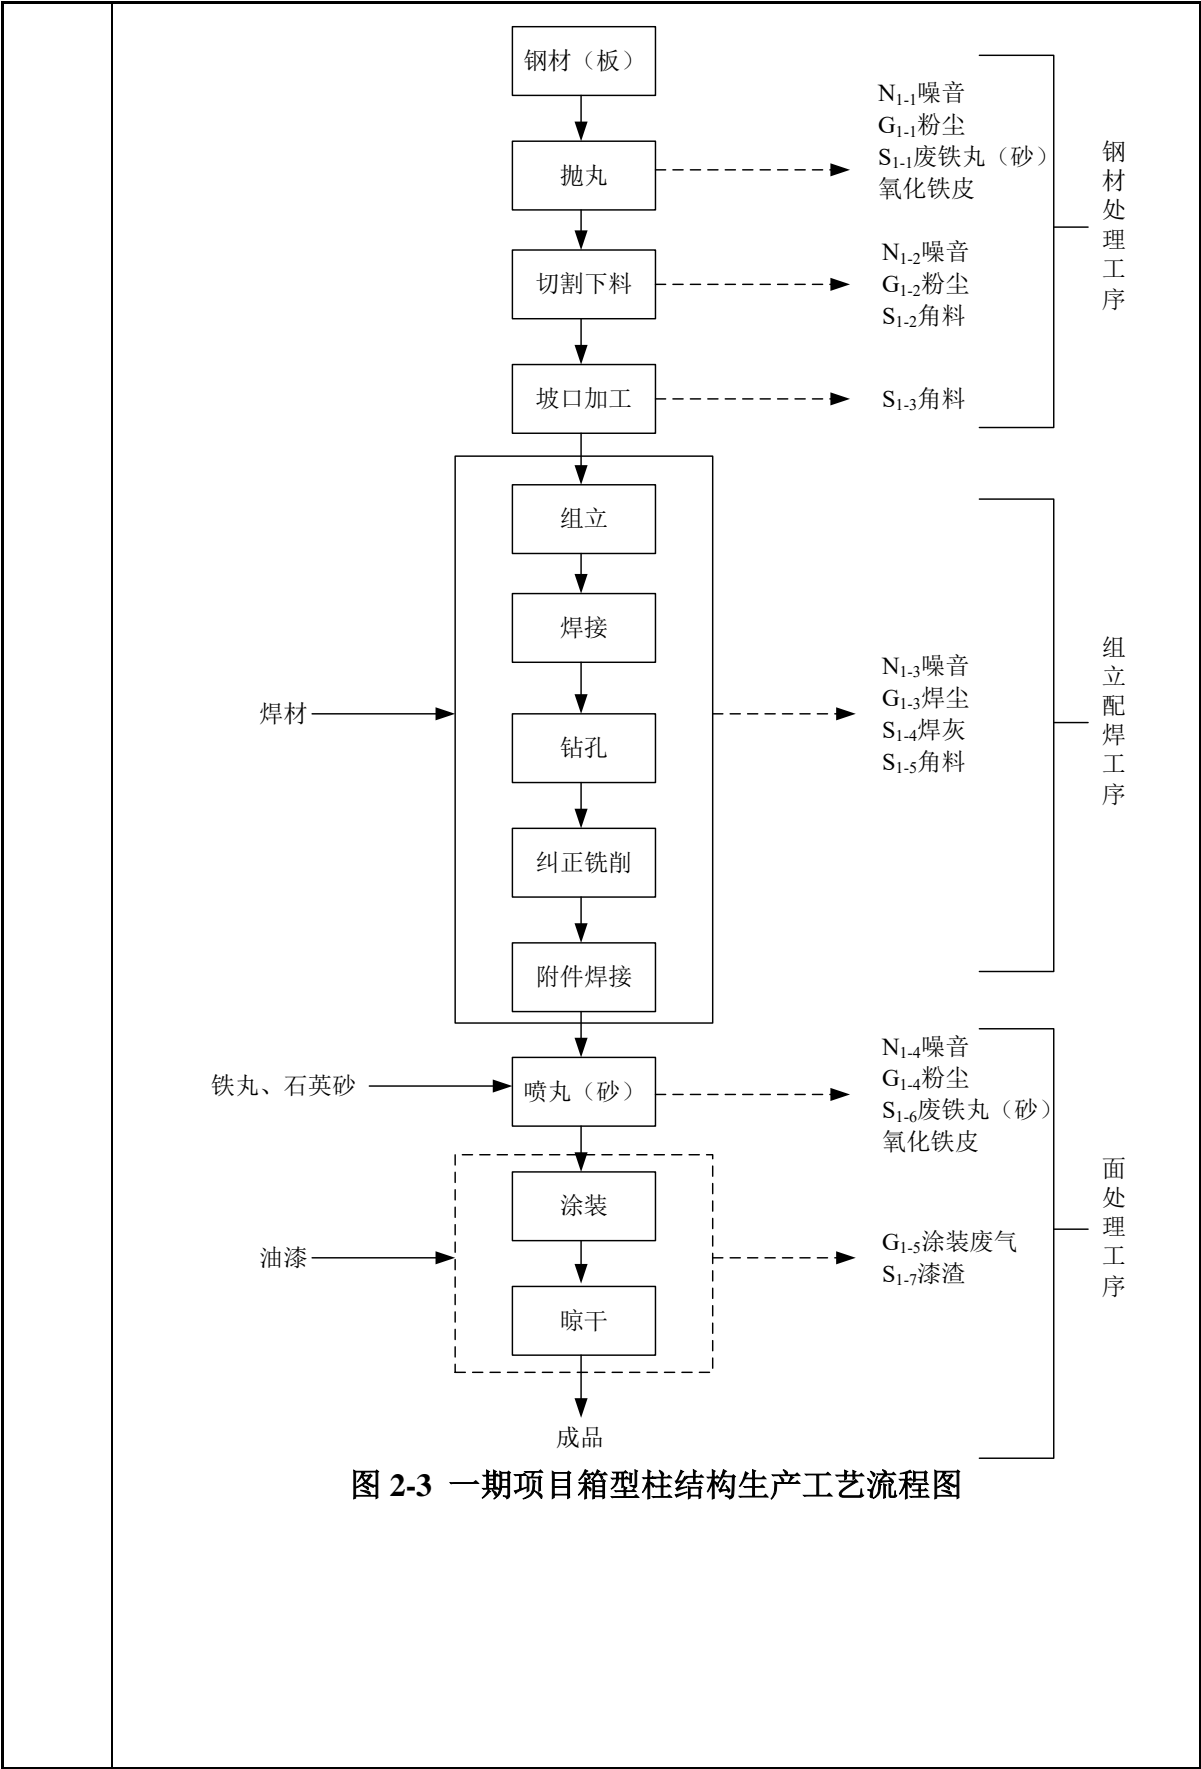 钢材（板）
N1-1噪音
G1-1粉尘
S1-1废铁丸（砂）
氧化铁皮
抛丸
钢材处理工序
N1-2噪音
G1-2粉尘
S1-2角料
切割下料
坡口加工
S1-3角料
组立
焊接
焊材
N1-3噪音
G1-3焊尘
S1-4焊灰
S1-5角料
组立配焊工序
钻孔
纠正铣削
附件焊接
铁丸、石英砂
喷丸（砂）
N1-4噪音
G1-4粉尘
S1-6废铁丸（砂）
氧化铁皮
面处理工序
涂装
油漆
G1-5涂装废气
S1-7漆渣
晾干
成品
图 2-3 一期项目箱型柱结构生产工艺流程图